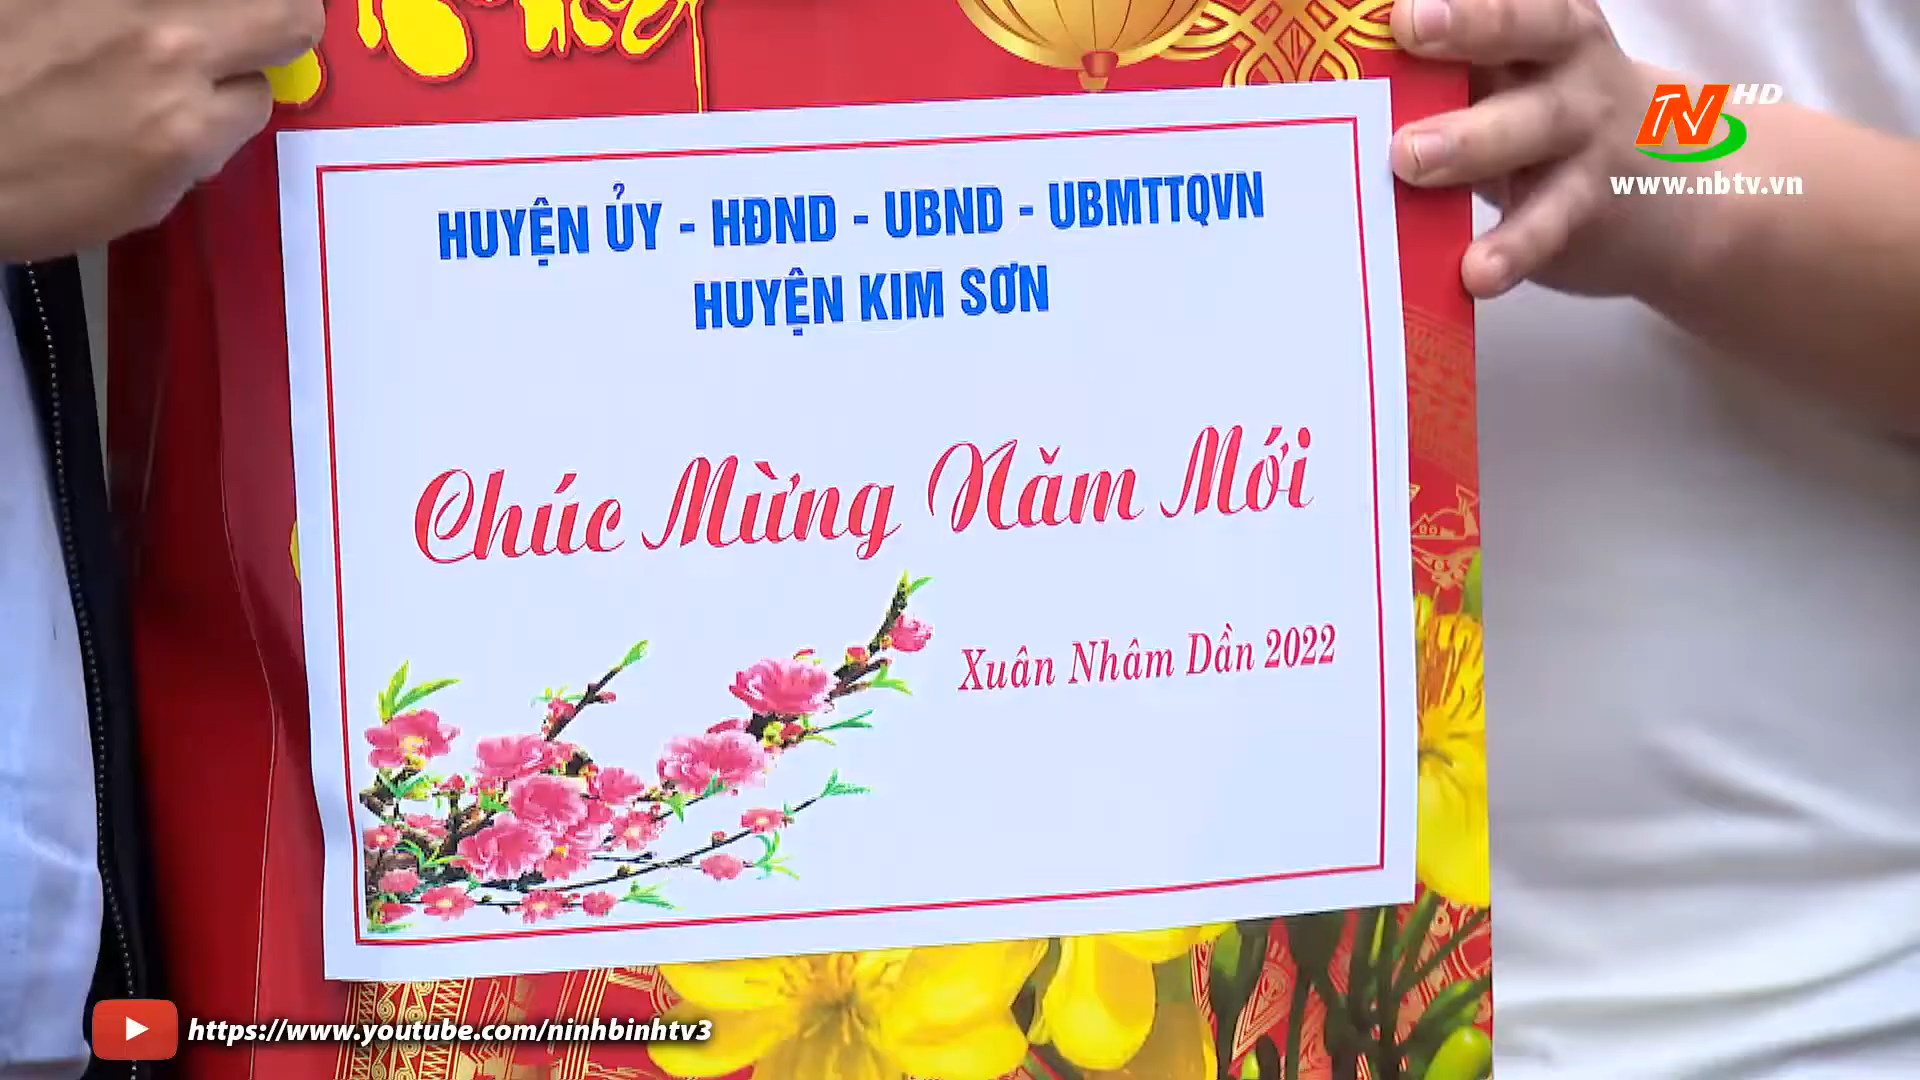 HD
www.nbtv.vn
HUYỆN ỦY - HĐND - UBND - UBMTTQVN
HUYỆN KIM SƠN
Chúc Mừng Năm Mới
Xuân Nhâm Dần 2022
https://www.youtube.com/ninhbinhtv3